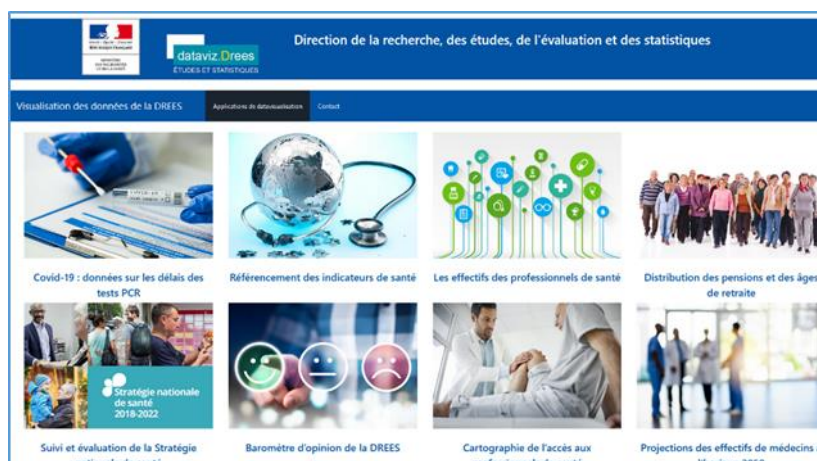 Direction de la recherche, des études, de l'évaluation et des statistiques
dataviz.Drees
ÉTUDES ET STATISTIQUES
Visualisation des données de la DREES
Applications de datavisualisation
Contact
COVID-19
Covid-19 : données sur les délais des
tests PCR
Référencement des indicateurs de santé
Les effectifs des professionnels de santé
Distribution des pensions et des âges
de retraite
Stratégie nationale
de santé
2018-2022
Suivi et évaluation de la Stratégie
Baromètre d'opinion de la DREES
Cartographie de l'accès aux
Projections des effectifs de médecins